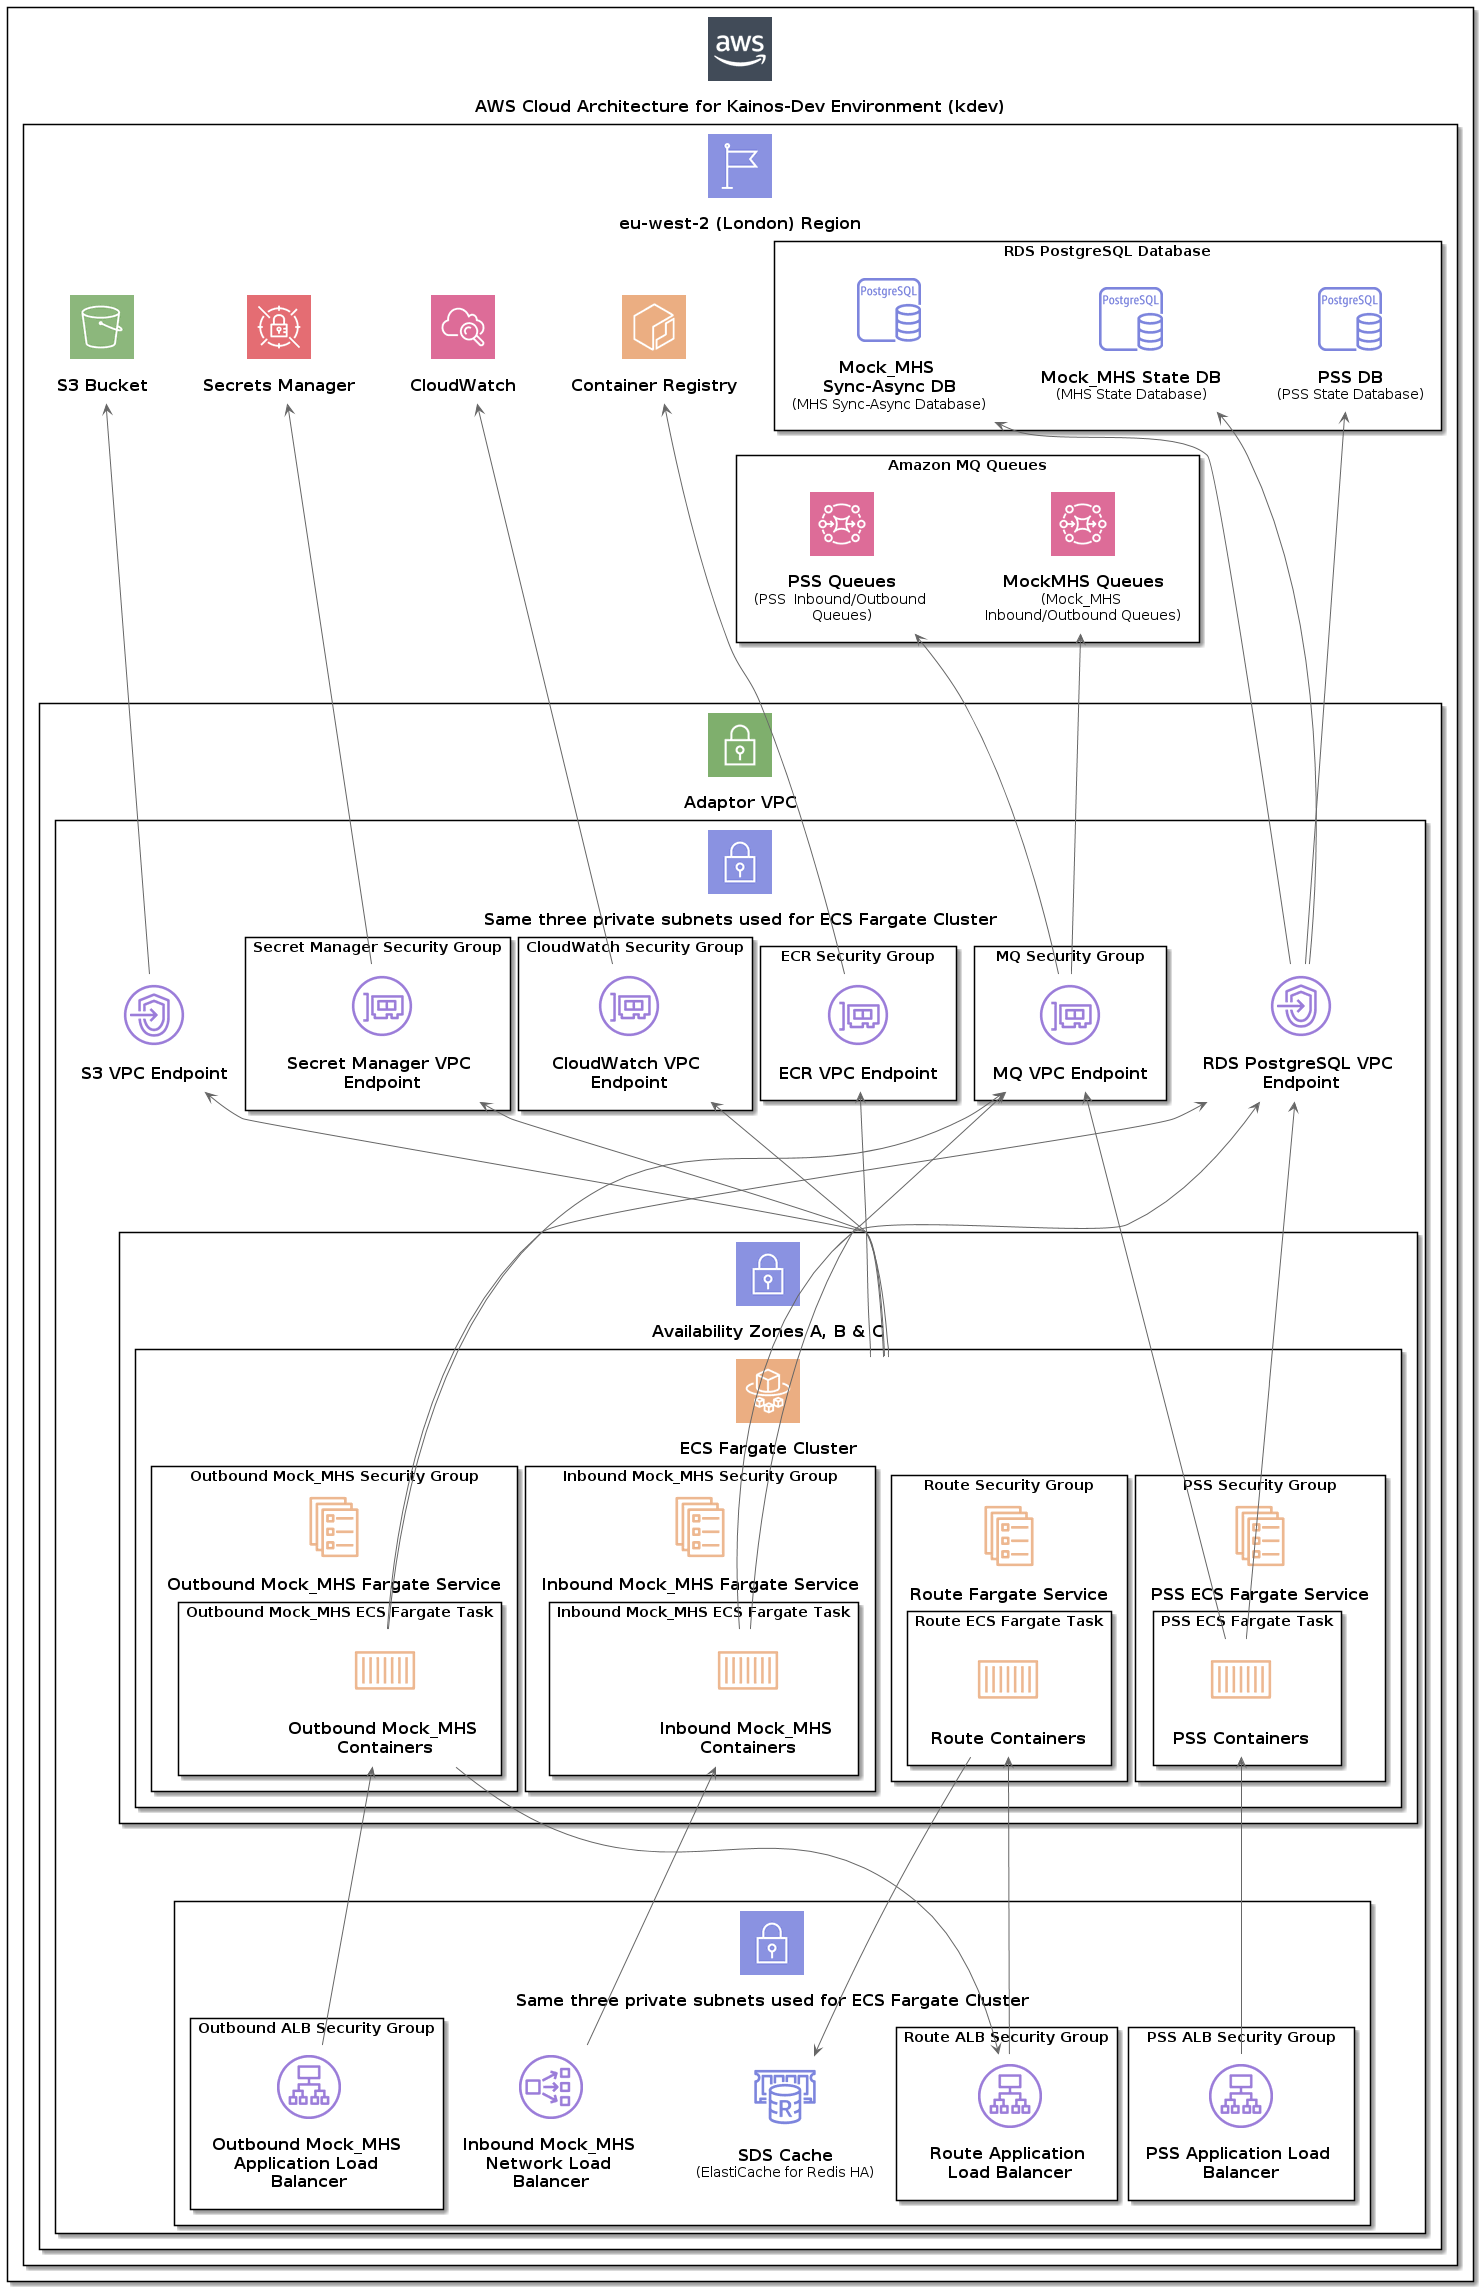 aws
AWS Cloud Architecture for Kainos-Dev Environment (kdev)
eu-west-2 (London) Region
RDS PostgreSQL Database
PostgreSQL
PostgreSQL
PostgreSQL
S3 Bucket
Secrets Manager
CloudWatch
Container Registry
Mock_MHS
Sync-Async DB
(MHS Sync-Async Database)
Mock_MHS State DB
(MHS State Database)
PSS DB
(PSS State Database)
Amazon MQ Queues
PSS Queues
(PSS  Inbound/Outbound
Queues)
MockMHS Queues
(Mock_MHS
Inbound/Outbound Queues)
Adaptor VPC
Same three private subnets used for ECS Fargate Cluster
Secret Manager Security Group
CloudWatch Security Group
ECR Security Group
MQ Security Group
S3 VPC Endpoint
Secret Manager VPC
Endpoint
CloudWatch VPC
Endpoint
ECR VPC Endpoint
MQ VPC Endpoint
RDS PostgreSQL VPC
Endpoint
Availability Zones A, B & C
ECS Fargate Cluster
Outbound Mock_MHS Security Group
Inbound Mock_MHS Security Group
Route Security Group
PSS Security Group
Outbound Mock_MHS Fargate Service
Inbound Mock_MHS Fargate Service
Route Fargate Service
PSS ECS Fargate Service
Outbound Mock_MHS ECS Fargate Task
Inbound Mock_MHS ECS Fargate Task
Route ECS Fargate Task
PSS ECS Fargate Task
Outbound Mock_MHS
Containers
Inbound Mock_MHS
Containers
Route Containers
PSS Containers
Same three private subnets used for ECS Fargate Cluster
Outbound ALB Security Group
Route ALB Security Group
PSS ALB Security Group
R
Outbound Mock_MHS
Application Load
Balancer
Inbound Mock_MHS
Network Load
Balancer
SDS Cache
(ElastiCache for Redis HA)
Route Application
Load Balancer
PSS Application Load
Balancer